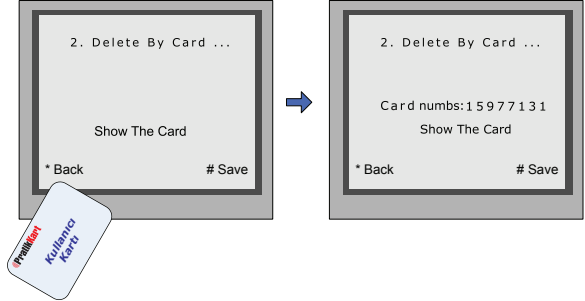 2. Delete By Card ...
Show The Card
* Back # Save
PratikKart
Kullanıcı
Kartı
2. Delete By Card ...
Card numbs:15977131
Show The Card
* Back # Save